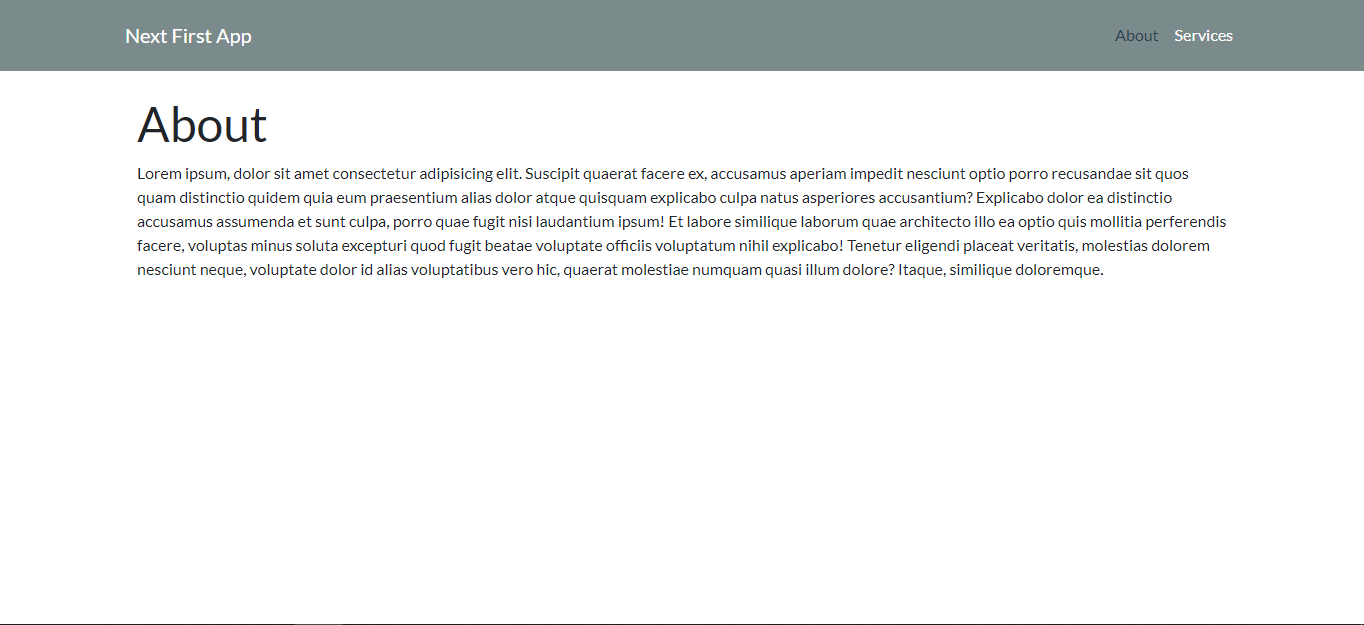 Next First App
About Services
About
Lorem ipsum, dolor sit amet consectetur adipisicing elit. Suscipit quaerat facere ex, accusamus aperiam impedit nesciunt optio porro recusandae sit quos
quam distinctio quidem quia eum praesentium alias dolor atque quisquam explicabo culpa natus asperiores accusantium? Explicabo dolor ea distinctio
accusamus assumenda et sunt culpa, porro quae fugit nisi laudantium ipsum! Et labore similique laborum quae architecto illo ea optio quis mollitia perferendis
facere, voluptas minus soluta excepturi quod fugit beatae voluptate officiis voluptatum nihil explicabo! Tenetur eligendi placeat veritatis, molestias dolorem
nesciunt neque, voluptate dolor id alias voluptatibus vero hic, quaerat molestiae numquam quasi illum dolore? Itaque, similique doloremque.